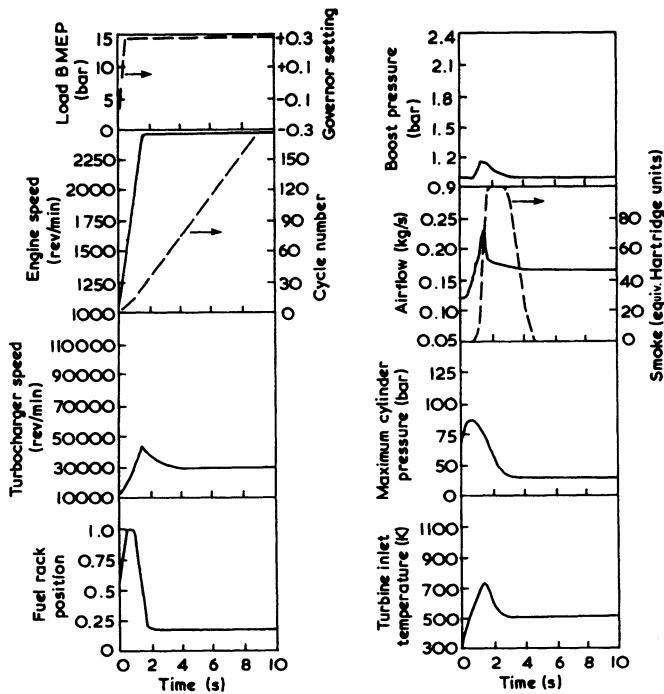 Load BMEP
(bar)
15
10
5
0
+0.3
+0.1
-0.1
-0.3
Governor setting
Engine speed
(rev/min)
2250
2000
1750
1500
1250
1000
150
120
90
60
30
0
Cycle number
Turbocharger speed
(rev/min)
110000
90000
70000
50000
30000
10000
Fuel rack
position
1.0
0.75
0.5
0.25
0
0 2 4 6 8 10
Time (s)
Boost pressure
(bar)
2.4
2.1
1.8
1.5
1.2
0.9
Airflow (kg/s)
0.25
0.20
0.15
0.10
0.05
80
60
40
20
0
Smoke (equiv. Hartridge units)
Maximum cylinder
pressure (bar)
125
100
75
50
25
0
Turbine inlet
temperature (K)
1100
900
700
500
300
0 2 4 6 8 10
Time (s)